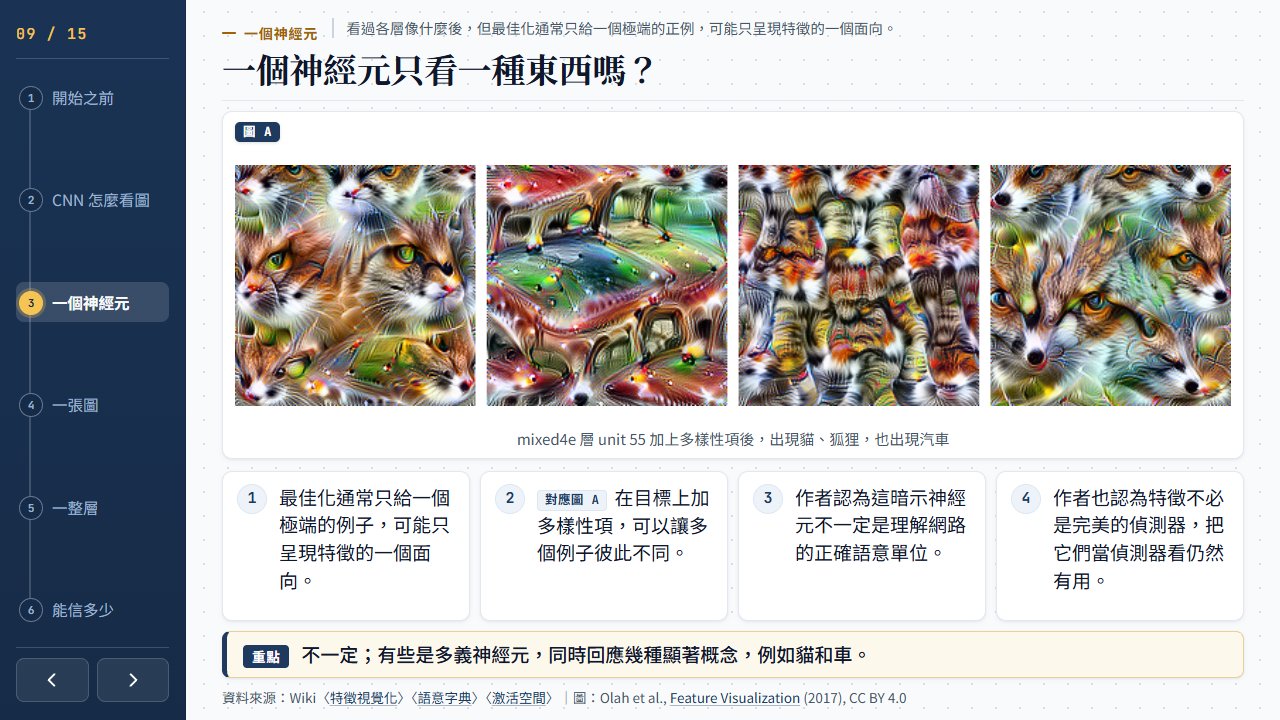 09 / 15
1 開始之前
2 CNN 怎麼看圖
3 一個神經元
4 一張圖
5 一整層
6 能信多少
一個神經元
看過各層像什麼後，但最佳化通常只給一個極端的正例，可能只呈現特徵的一個面向。
一個神經元只看一種東西嗎？
圖 A
mixed4e 層 unit 55 加上多樣性項後，出現貓、狐狸，也出現汽車
1 最佳化通常只給一個
極端的例子，可能只
呈現特徵的一個面
向。
2 對應圖 A 在目標上加
多樣性項，可以讓多
個例子彼此不同。
3 作者認為這暗示神經
元不一定是理解網路
的正確語意單位。
4 作者也認為特徵不必
是完美的偵測器，把
它們當偵測器看仍然
有用。
重點 不一定；有些是多義神經元，同時回應幾種顯著概念，例如貓和車。
資料來源：Wiki〈特徵視覺化〉〈語意字典〉〈激活空間〉｜圖：Olah et al., Feature Visualization (2017), CC BY 4.0